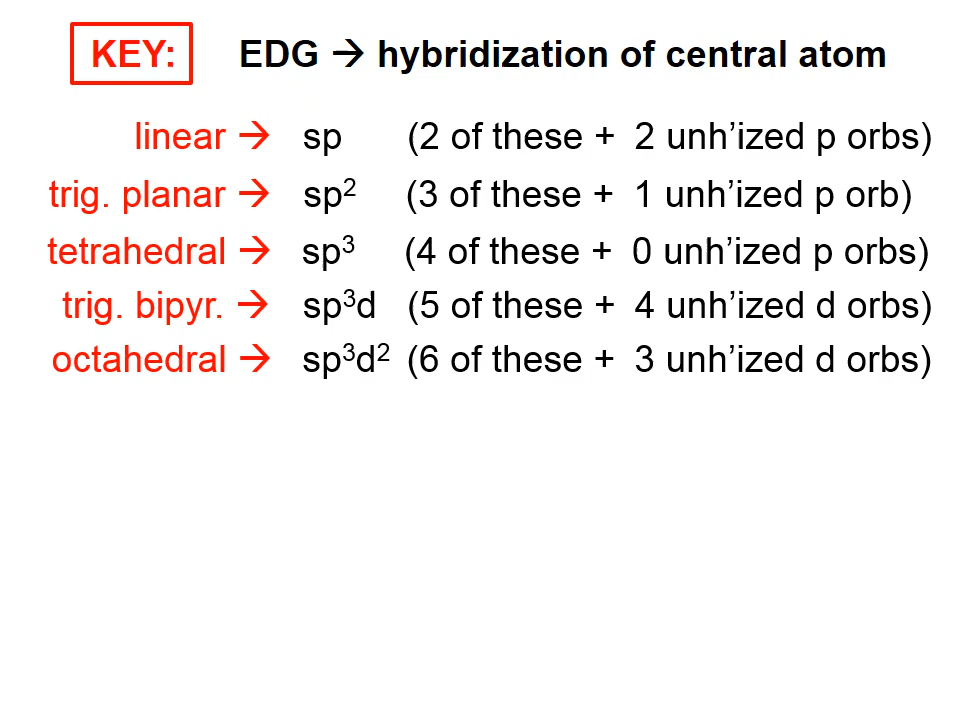 KEY: EDG → hybridization of central atom
linear → sp (2 of these + 2 unh’ized p orbs)
trig. planar → sp² (3 of these + 1 unh’ized p orb)
tetrahedral → sp³ (4 of these + 0 unh’ized p orbs)
trig. bipyr. → sp³d (5 of these + 4 unh’ized d orbs)
octahedral → sp³d² (6 of these + 3 unh’ized d orbs)